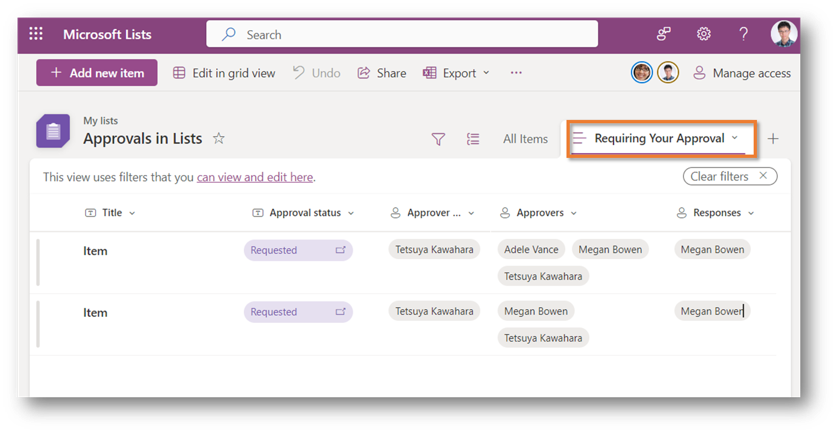 Microsoft Lists Search
Add new item Edit in grid view Undo Share Export ... Manage access
My lists
Approvals in Lists All Items Requiring Your Approval
This view uses filters that you can view and edit here. Clear filters
Title Approval status Approver ... Approvers Responses
Item Requested Tetsuya Kawahara Adele Vance Megan Bowen Megan Bowen
Tetsuya Kawahara
Item Requested Tetsuya Kawahara Megan Bowen Megan Bowen
Tetsuya Kawahara